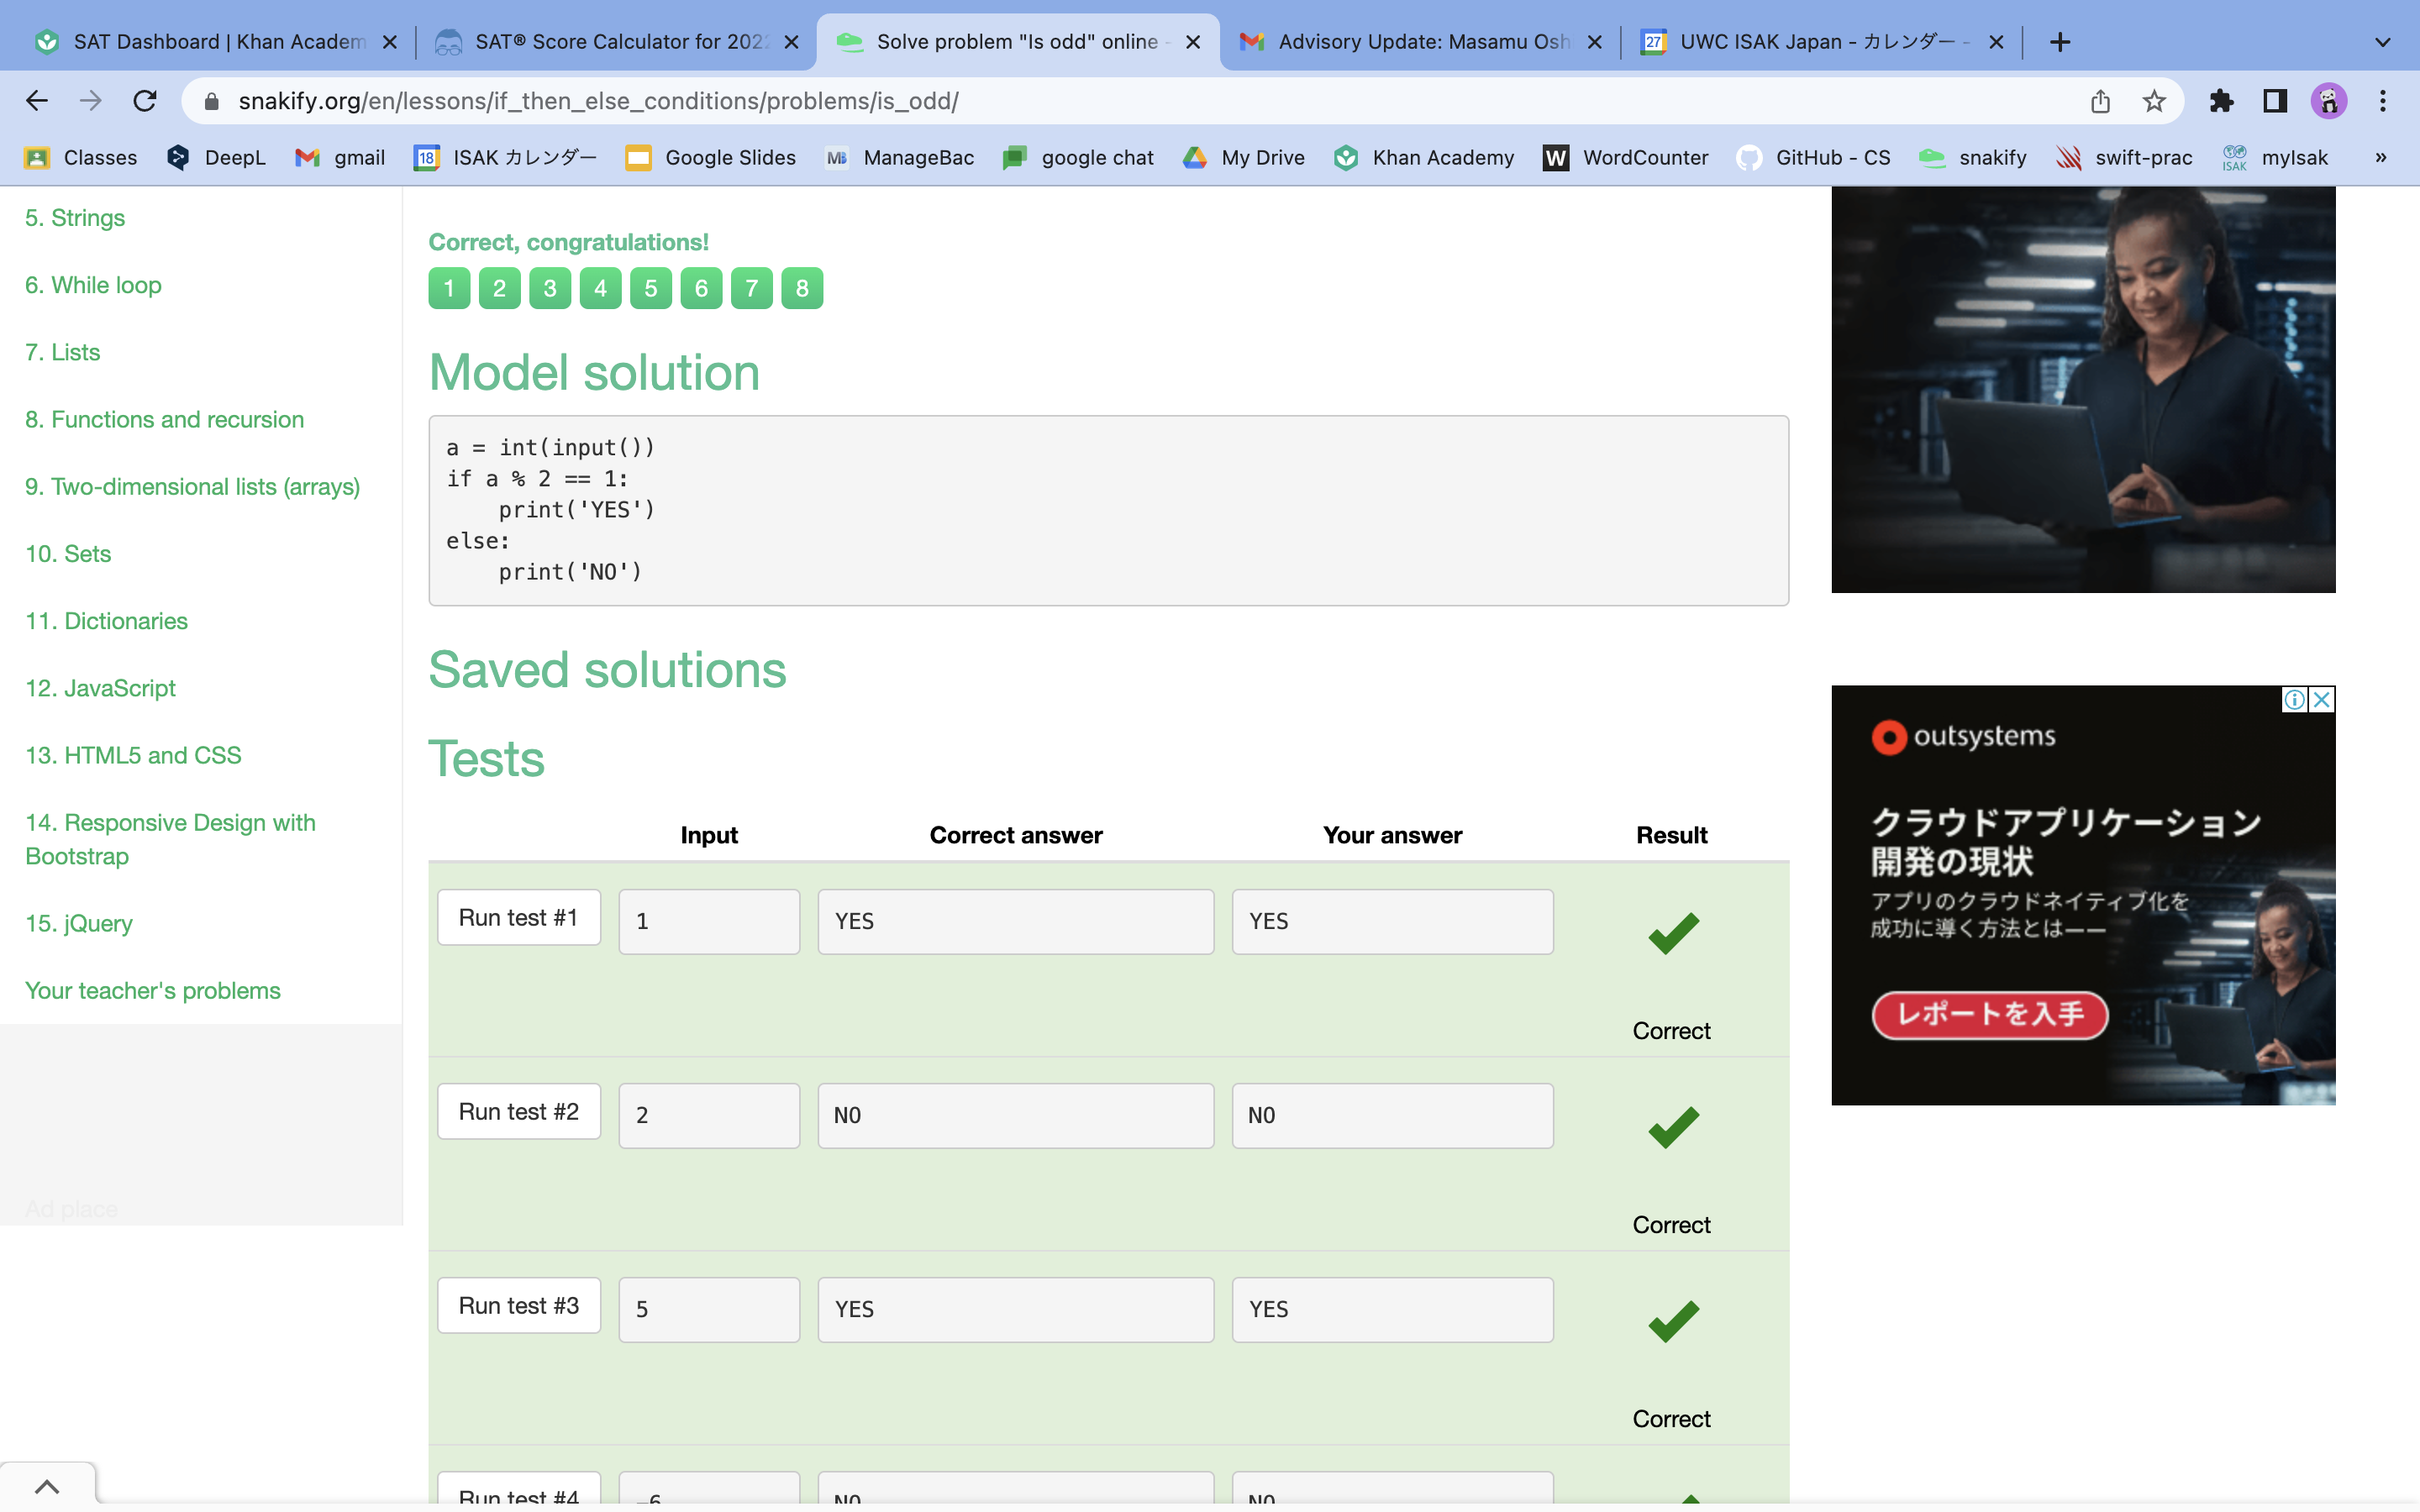 SAT Dashboard | Khan Academ
SAT® Score Calculator for 202
Solve problem "Is odd" online -
Advisory Update: Masamu Osh
27
UWC ISAK Japan - カレンダー -
snakify.org/en/lessons/if_then_else_conditions/problems/is_odd/
Classes
DeepL
gmail
18
ISAK カレンダー
Google Slides
MB
ManageBac
google chat
My Drive
Khan Academy
W
WordCounter
GitHub - CS
snakify
swift-prac
ISAK
myIsak
»
5. Strings
6. While loop
7. Lists
8. Functions and recursion
9. Two-dimensional lists (arrays)
10. Sets
11. Dictionaries
12. JavaScript
13. HTML5 and CSS
14. Responsive Design with
Bootstrap
15. jQuery
Your teacher's problems
Ad place
Correct, congratulations!
1 2 3 4 5 6 7 8
Model solution
a = int(input())
if a % 2 == 1:
    print('YES')
else:
    print('NO')
Saved solutions
Tests
Input Correct answer Your answer Result
Run test #1 1 YES YES
Correct
Run test #2 2 NO NO
Correct
Run test #3 5 YES YES
Correct
Run test #4 -6 NO NO
outsystems
クラウドアプリケーション
開発の現状
アプリのクラウドネイティブ化を
成功に導く方法とは——
レポートを入手